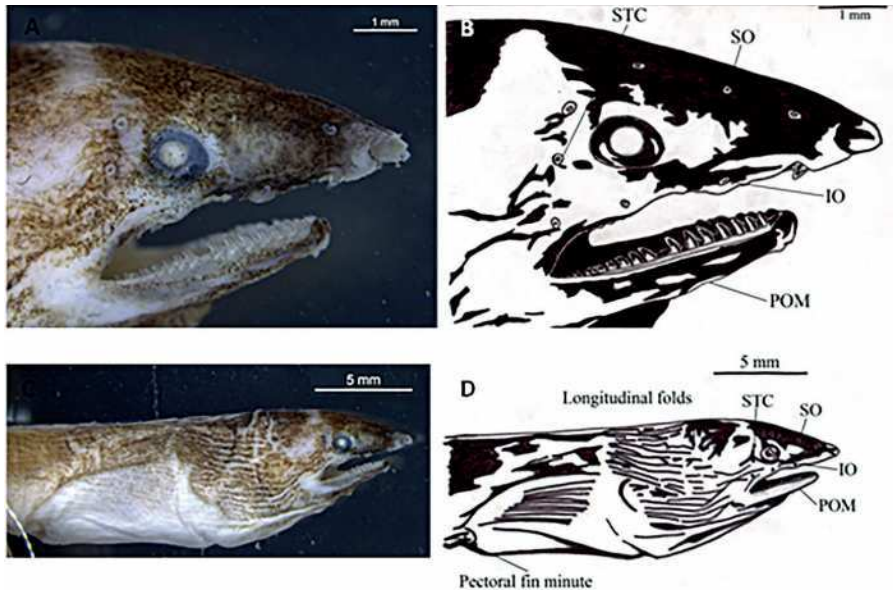 A
1 mm
B
STC
SO
1 mm
IO
POM
C
5 mm
D
5 mm
Longitudinal folds
STC
SO
IO
POM
Pectoral fin minute